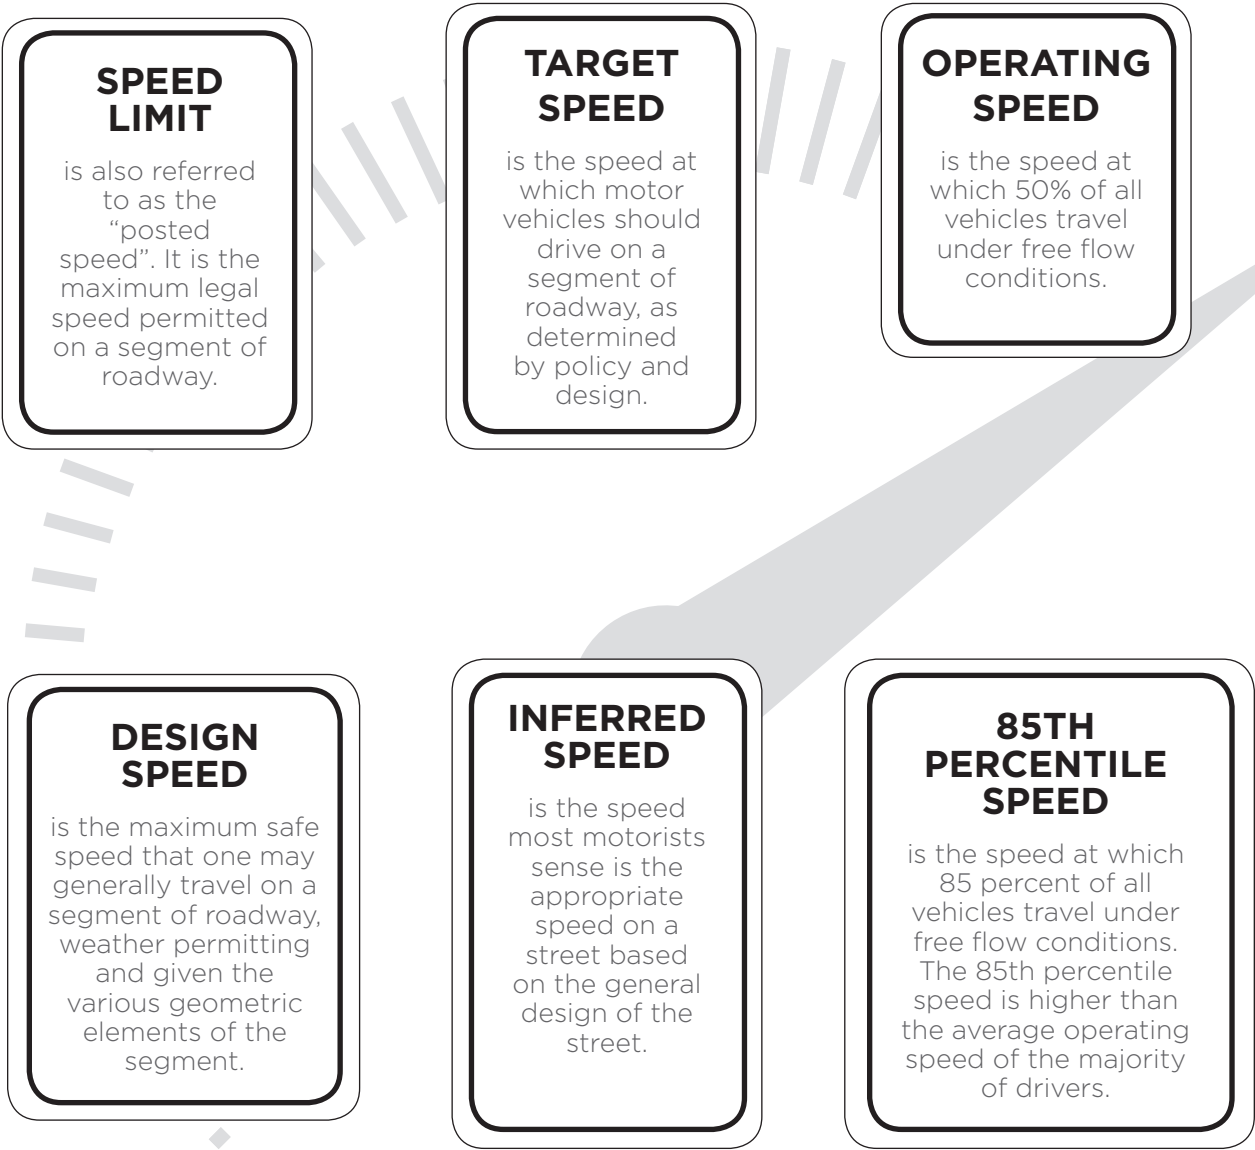 SPEED
LIMIT
is also referred
to as the
“posted
speed”. It is the
maximum legal
speed permitted
on a segment of
roadway.
TARGET
SPEED
is the speed at
which motor
vehicles should
drive on a
segment of
roadway, as
determined
by policy and
design.
OPERATING
SPEED
is the speed at
which 50% of all
vehicles travel
under free flow
conditions.
DESIGN
SPEED
is the maximum safe
speed that one may
generally travel on a
segment of roadway,
weather permitting
and given the
various geometric
elements of the
segment.
INFERRED
SPEED
is the speed
most motorists
sense is the
appropriate
speed on a
street based
on the general
design of the
street.
85TH
PERCENTILE
SPEED
is the speed at which
85 percent of all
vehicles travel under
free flow conditions.
The 85th percentile
speed is higher than
the average operating
speed of the majority
of drivers.